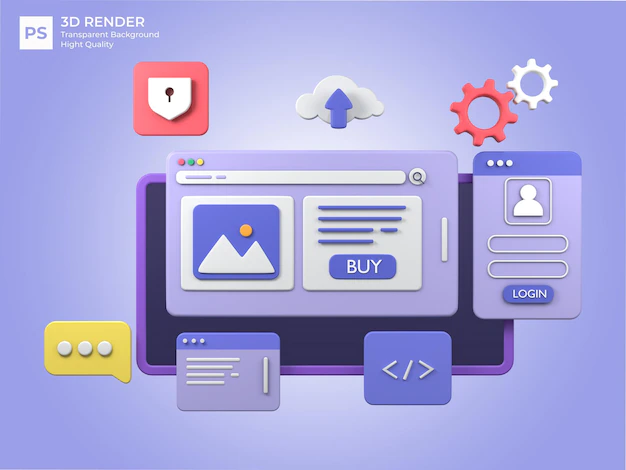 PS
3D RENDER
Transparent Background
Hight Quality
BUY
LOGIN
</>